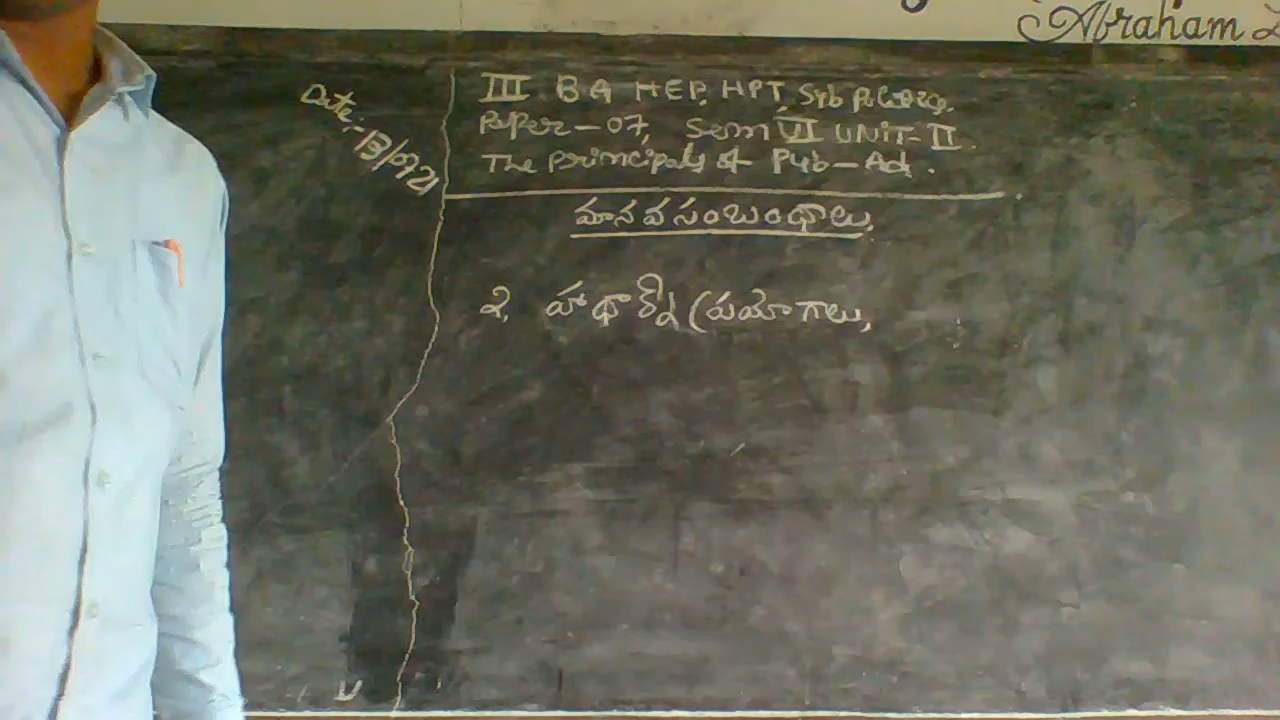 Abraham
Date:- 13/07/21
III BA HEP, HPT Sub
Paper-07, Sem VI UNIT-II.
The principals of Pub-Ad.
మానవ సంబంధాలు.
2, హాథార్న్ ప్రయోగాలు,